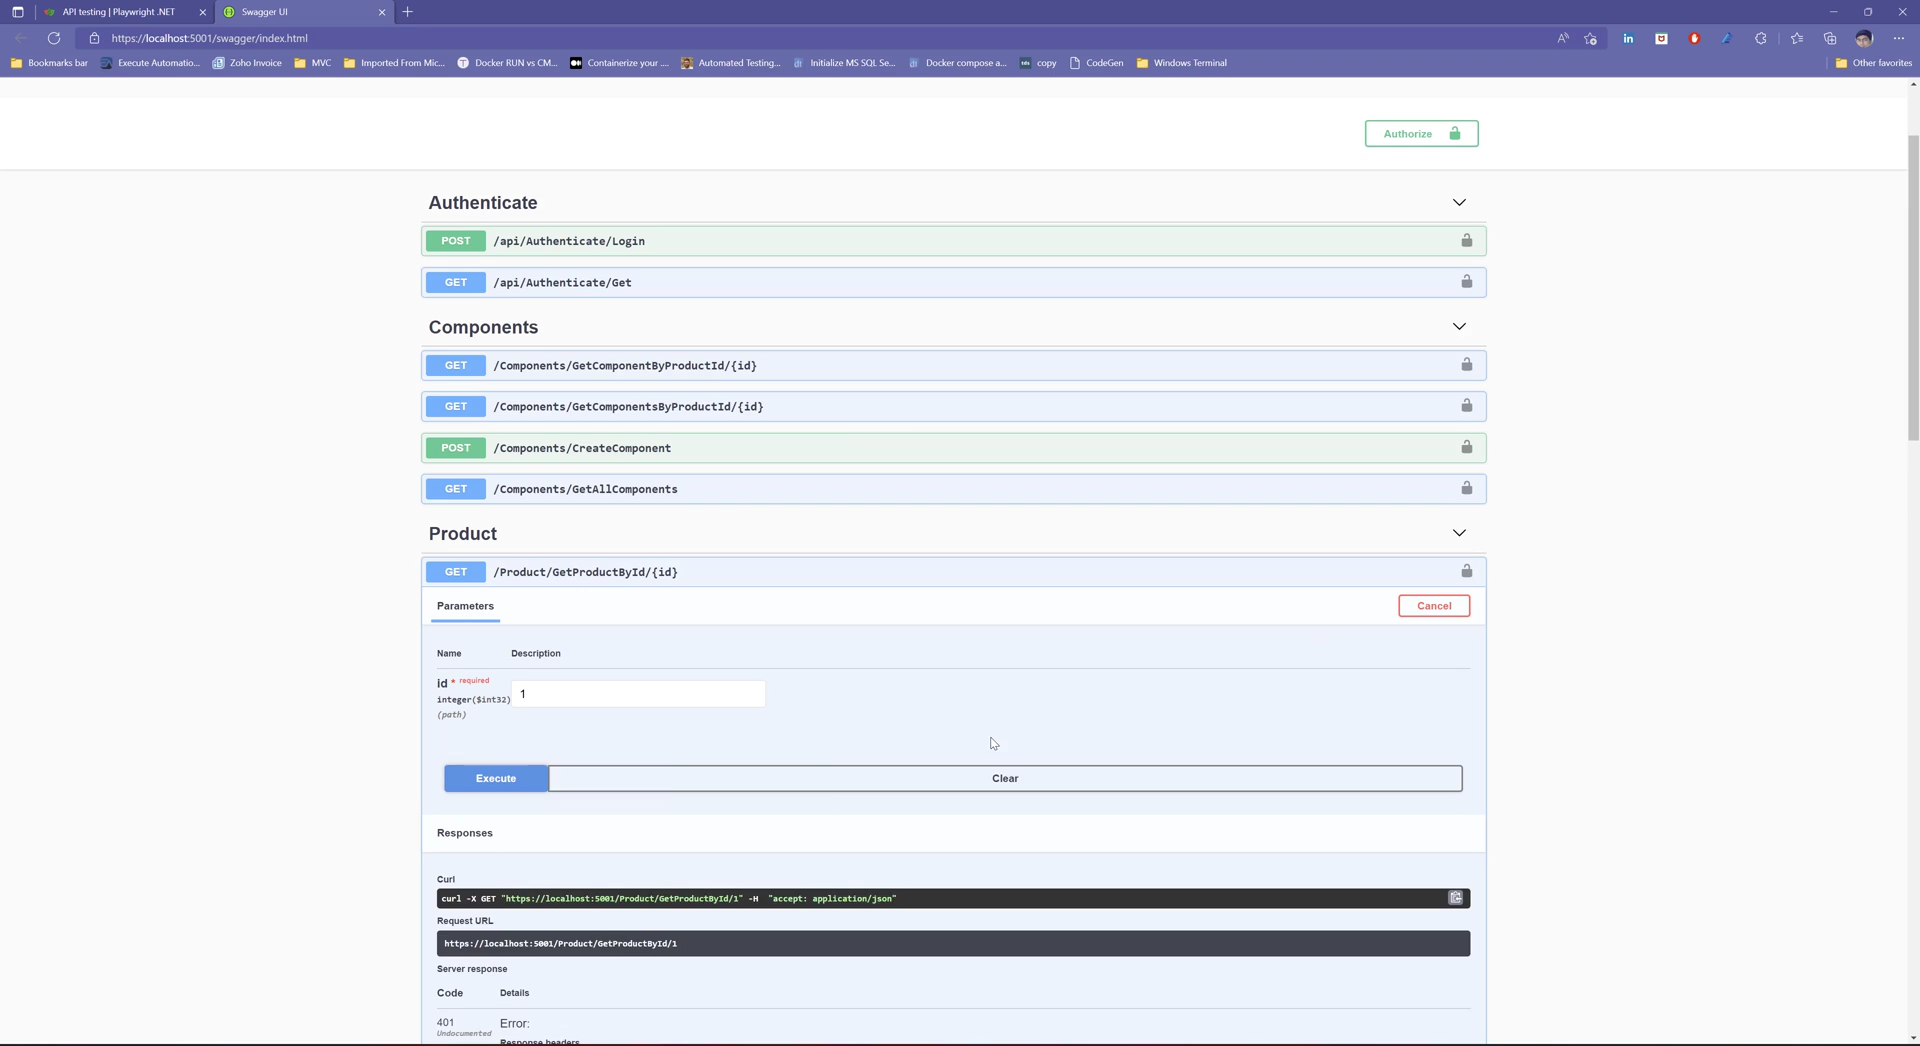 API testing | Playwright .NET
Swagger UI
https://localhost:5001/swagger/index.html
Bookmarks bar
Execute Automatio...
Zoho Invoice
MVC
Imported From Mic...
Docker RUN vs CM...
Containerize your ....
Automated Testing...
Initialize MS SQL Se...
Docker compose a...
copy
CodeGen
Windows Terminal
Other favorites
Authorize
Authenticate
POST /api/Authenticate/Login
GET /api/Authenticate/Get
Components
GET /Components/GetComponentByProductId/{id}
GET /Components/GetComponentsByProductId/{id}
POST /Components/CreateComponent
GET /Components/GetAllComponents
Product
GET /Product/GetProductById/{id}
Parameters
Cancel
Name Description
id * required
integer($int32)
(path)
1
Execute
Clear
Responses
Curl
curl -X GET "https://localhost:5001/Product/GetProductById/1" -H "accept: application/json"
Request URL
https://localhost:5001/Product/GetProductById/1
Server response
Code Details
401 Error:
Undocumented
Response headers